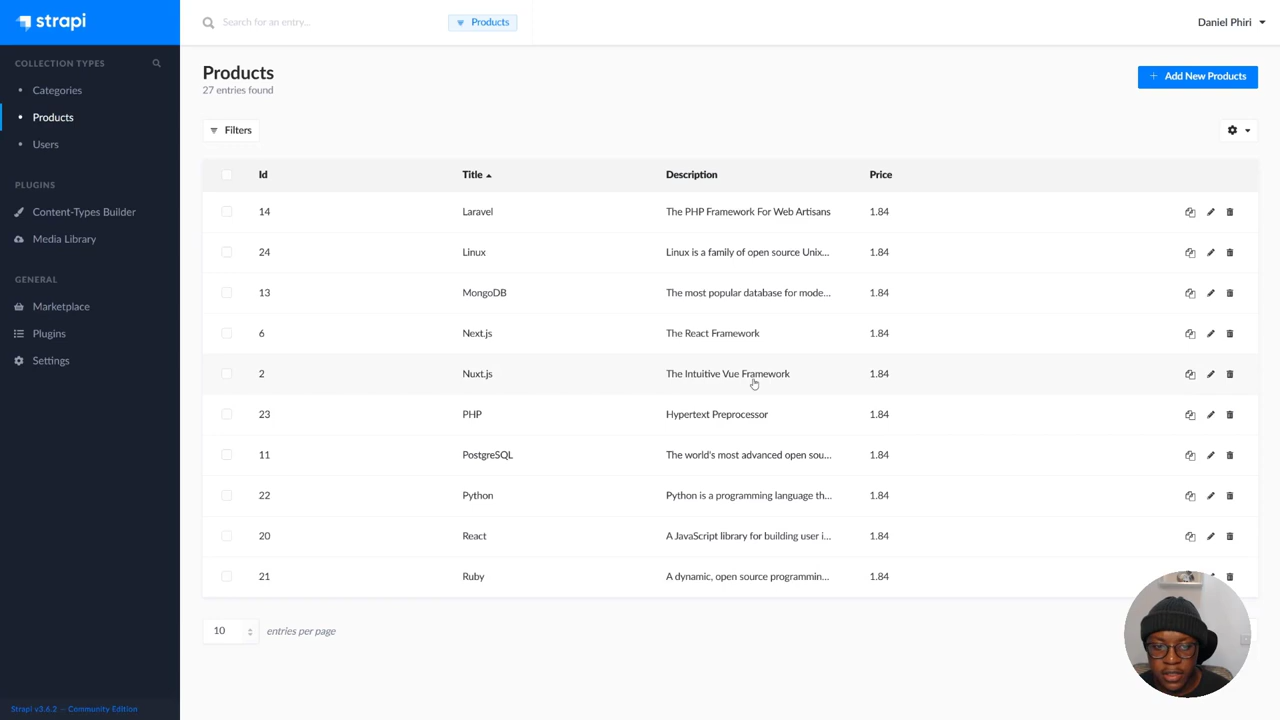 strapi
Search for an entry...
Products
Daniel Phiri
COLLECTION TYPES
Categories
Products
Users
PLUGINS
Content-Types Builder
Media Library
GENERAL
Marketplace
Plugins
Settings
Strapi v3.6.2 — Community Edition
Products
27 entries found
Add New Products
Filters
Id Title Description Price
14 Laravel The PHP Framework For Web Artisans 1.84
24 Linux Linux is a family of open source Unix... 1.84
13 MongoDB The most popular database for mode... 1.84
6 Next.js The React Framework 1.84
2 Nuxt.js The Intuitive Vue Framework 1.84
23 PHP Hypertext Preprocessor 1.84
11 PostgreSQL The world's most advanced open sou... 1.84
22 Python Python is a programming language th... 1.84
20 React A JavaScript library for building user i... 1.84
21 Ruby A dynamic, open source programmin... 1.84
10 entries per page